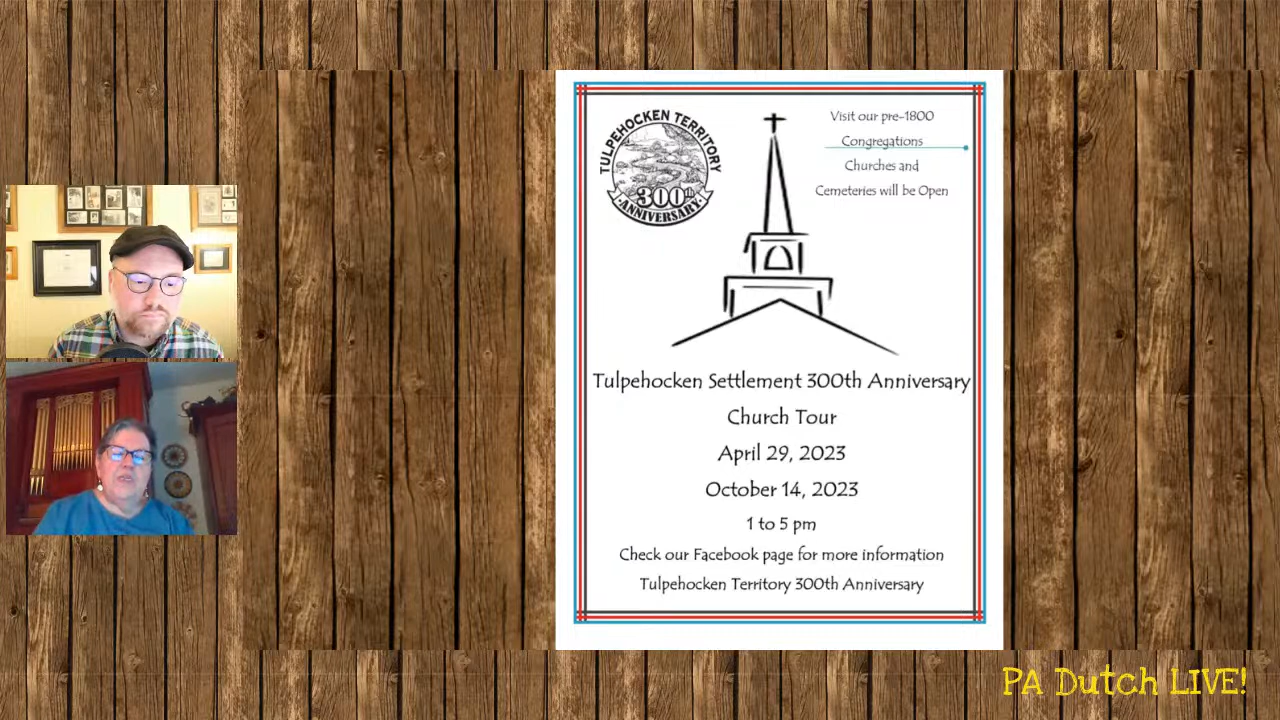 TULPEHOCKEN TERRITORY
300th
·ANNIVERSARY·
Visit our pre-1800
Congregations
Churches and
Cemeteries will be Open
Tulpehocken Settlement 300th Anniversary
Church Tour
April 29, 2023
October 14, 2023
1 to 5 pm
Check our Facebook page for more information
Tulpehocken Territory 300th Anniversary
PA Dutch LIVE!